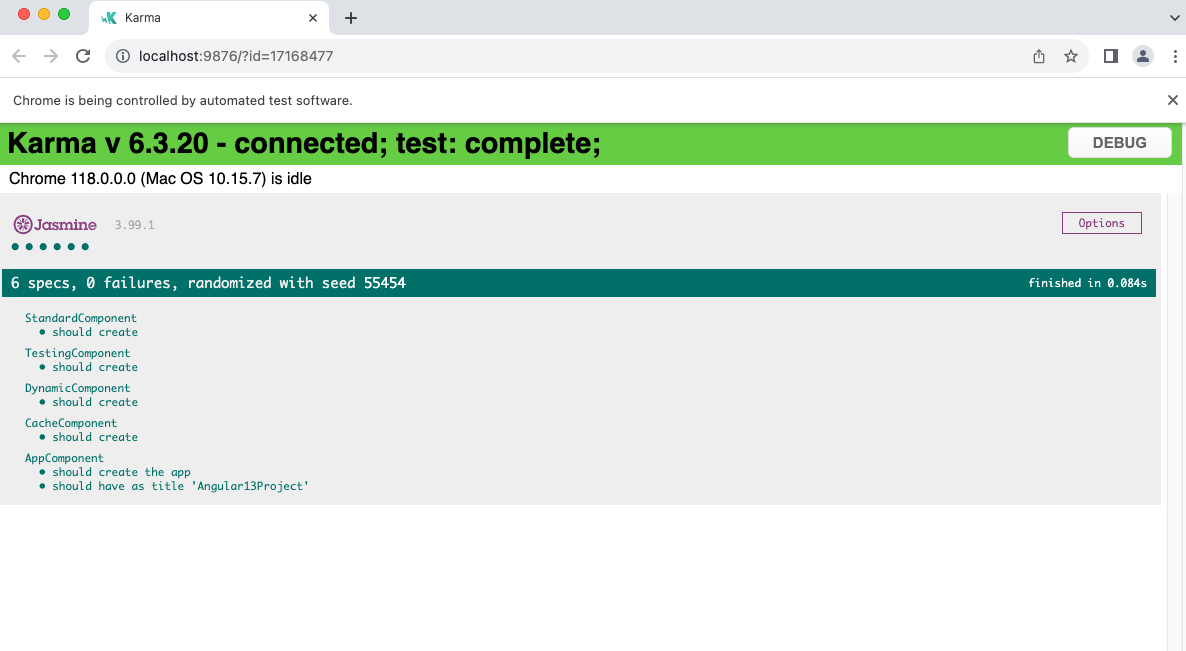 Karma
localhost:9876/?id=17168477
Chrome is being controlled by automated test software.
Karma v 6.3.20 - connected; test: complete;
DEBUG
Chrome 118.0.0.0 (Mac OS 10.15.7) is idle
Jasmine 3.99.1
Options
6 specs, 0 failures, randomized with seed 55454
finished in 0.084s
StandardComponent
• should create
TestingComponent
• should create
DynamicComponent
• should create
CacheComponent
• should create
AppComponent
• should create the app
• should have as title 'Angular13Project'